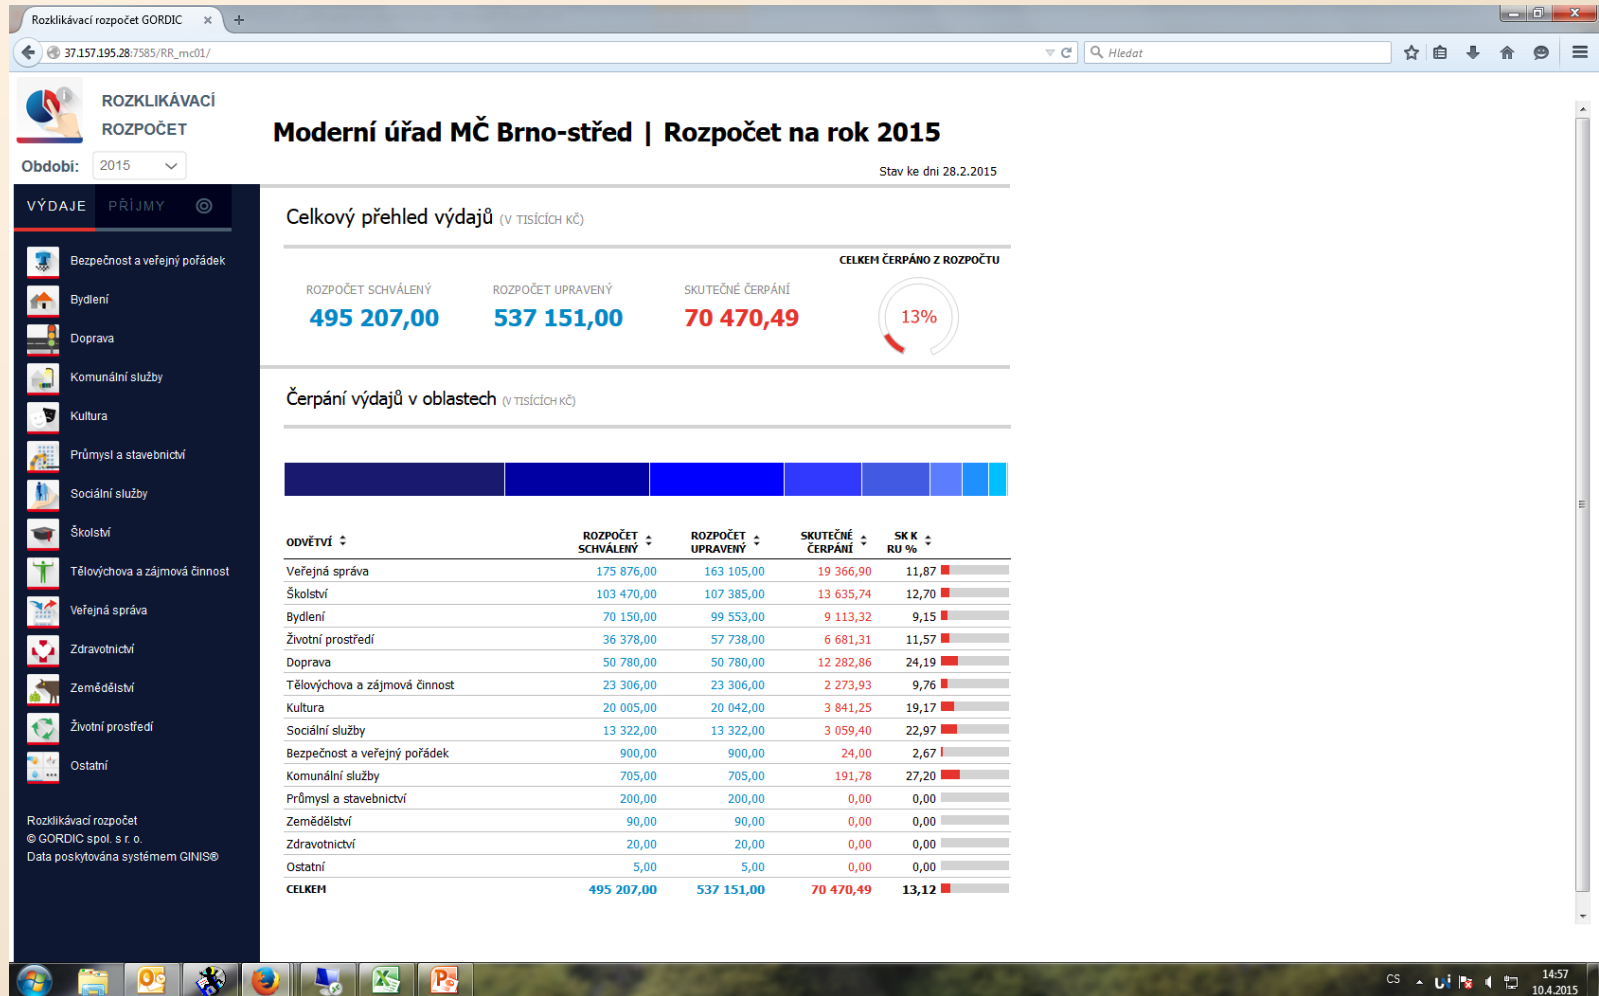 Rozklikávací rozpočet GORDIC
37.157.195.28:7585/RR_mc01/
Hledat
ROZKLIKÁVACÍ
ROZPOČET
Období: 2015
Moderní úřad MČ Brno-střed | Rozpočet na rok 2015
Stav ke dni 28.2.2015
VÝDAJE PŘÍJMY
Bezpečnost a veřejný pořádek
Bydlení
Doprava
Komunální služby
Kultura
Průmysl a stavebnictví
Sociální služby
Školství
Tělovýchova a zájmová činnost
Veřejná správa
Zdravotnictví
Zemědělství
Životní prostředí
Ostatní
Rozklikávací rozpočet
© GORDIC spol. s r. o.
Data poskytována systémem GINIS®
Celkový přehled výdajů (V TISÍCÍCH KČ)
CELKEM ČERPÁNO Z ROZPOČTU
ROZPOČET SCHVÁLENÝ ROZPOČET UPRAVENÝ SKUTEČNÉ ČERPÁNÍ
495 207,00 537 151,00 70 470,49 13%
Čerpání výdajů v oblastech (V TISÍCÍCH KČ)
ODVĚTVÍ ROZPOČET SCHVÁLENÝ ROZPOČET UPRAVENÝ SKUTEČNÉ ČERPÁNÍ SK K RU %
Veřejná správa 175 876,00 163 105,00 19 366,90 11,87
Školství 103 470,00 107 385,00 13 635,74 12,70
Bydlení 70 150,00 99 553,00 9 113,32 9,15
Životní prostředí 36 378,00 57 738,00 6 681,31 11,57
Doprava 50 780,00 50 780,00 12 282,86 24,19
Tělovýchova a zájmová činnost 23 306,00 23 306,00 2 273,93 9,76
Kultura 20 005,00 20 042,00 3 841,25 19,17
Sociální služby 13 322,00 13 322,00 3 059,40 22,97
Bezpečnost a veřejný pořádek 900,00 900,00 24,00 2,67
Komunální služby 705,00 705,00 191,78 27,20
Průmysl a stavebnictví 200,00 200,00 0,00 0,00
Zemědělství 90,00 90,00 0,00 0,00
Zdravotnictví 20,00 20,00 0,00 0,00
Ostatní 5,00 5,00 0,00 0,00
CELKEM 495 207,00 537 151,00 70 470,49 13,12
CS
14:57
10.4.2015